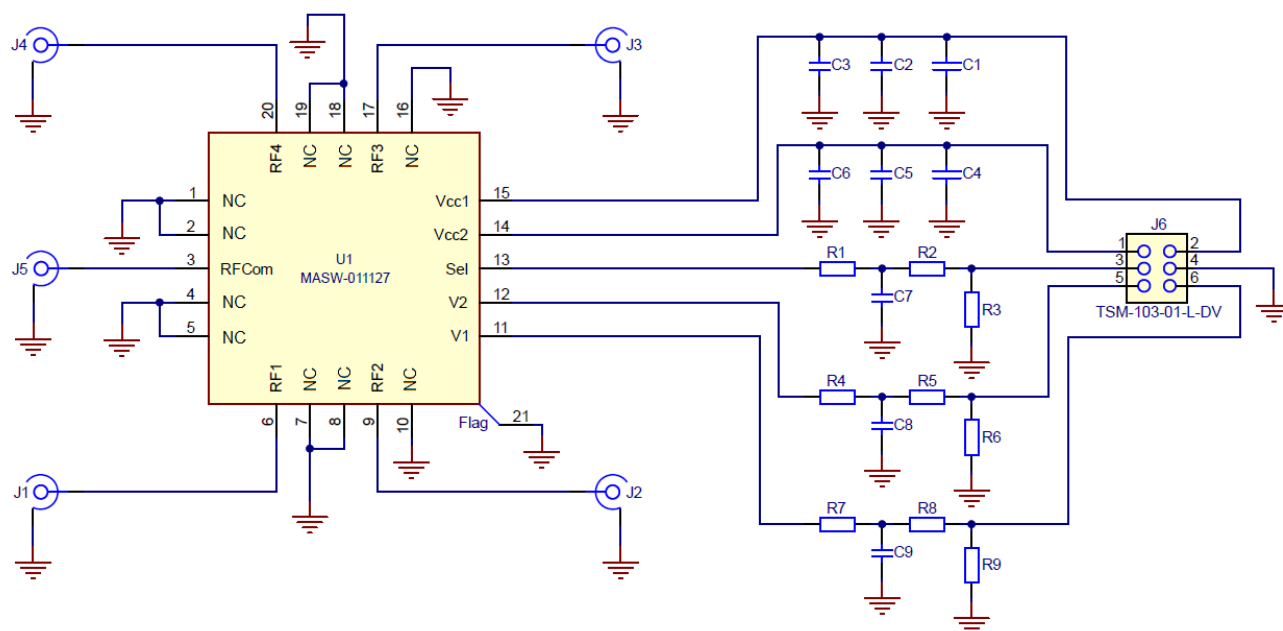 J4
J3
C3
C2
C1
20
19
18
17
16
RF4
NC
NC
RF3
NC
C6
C5
C4
1
NC
Vcc1
15
2
NC
Vcc2
14
J6
1
2
J5
3
RFCom
U1
MASW-011127
Sel
13
R1
R2
3
4
4
NC
V2
12
C7
R3
5
6
TSM-103-01-L-DV
5
NC
V1
11
RF1
NC
NC
RF2
NC
6
7
8
9
10
Flag
21
R4
R5
C8
R6
J1
J2
R7
R8
C9
R9